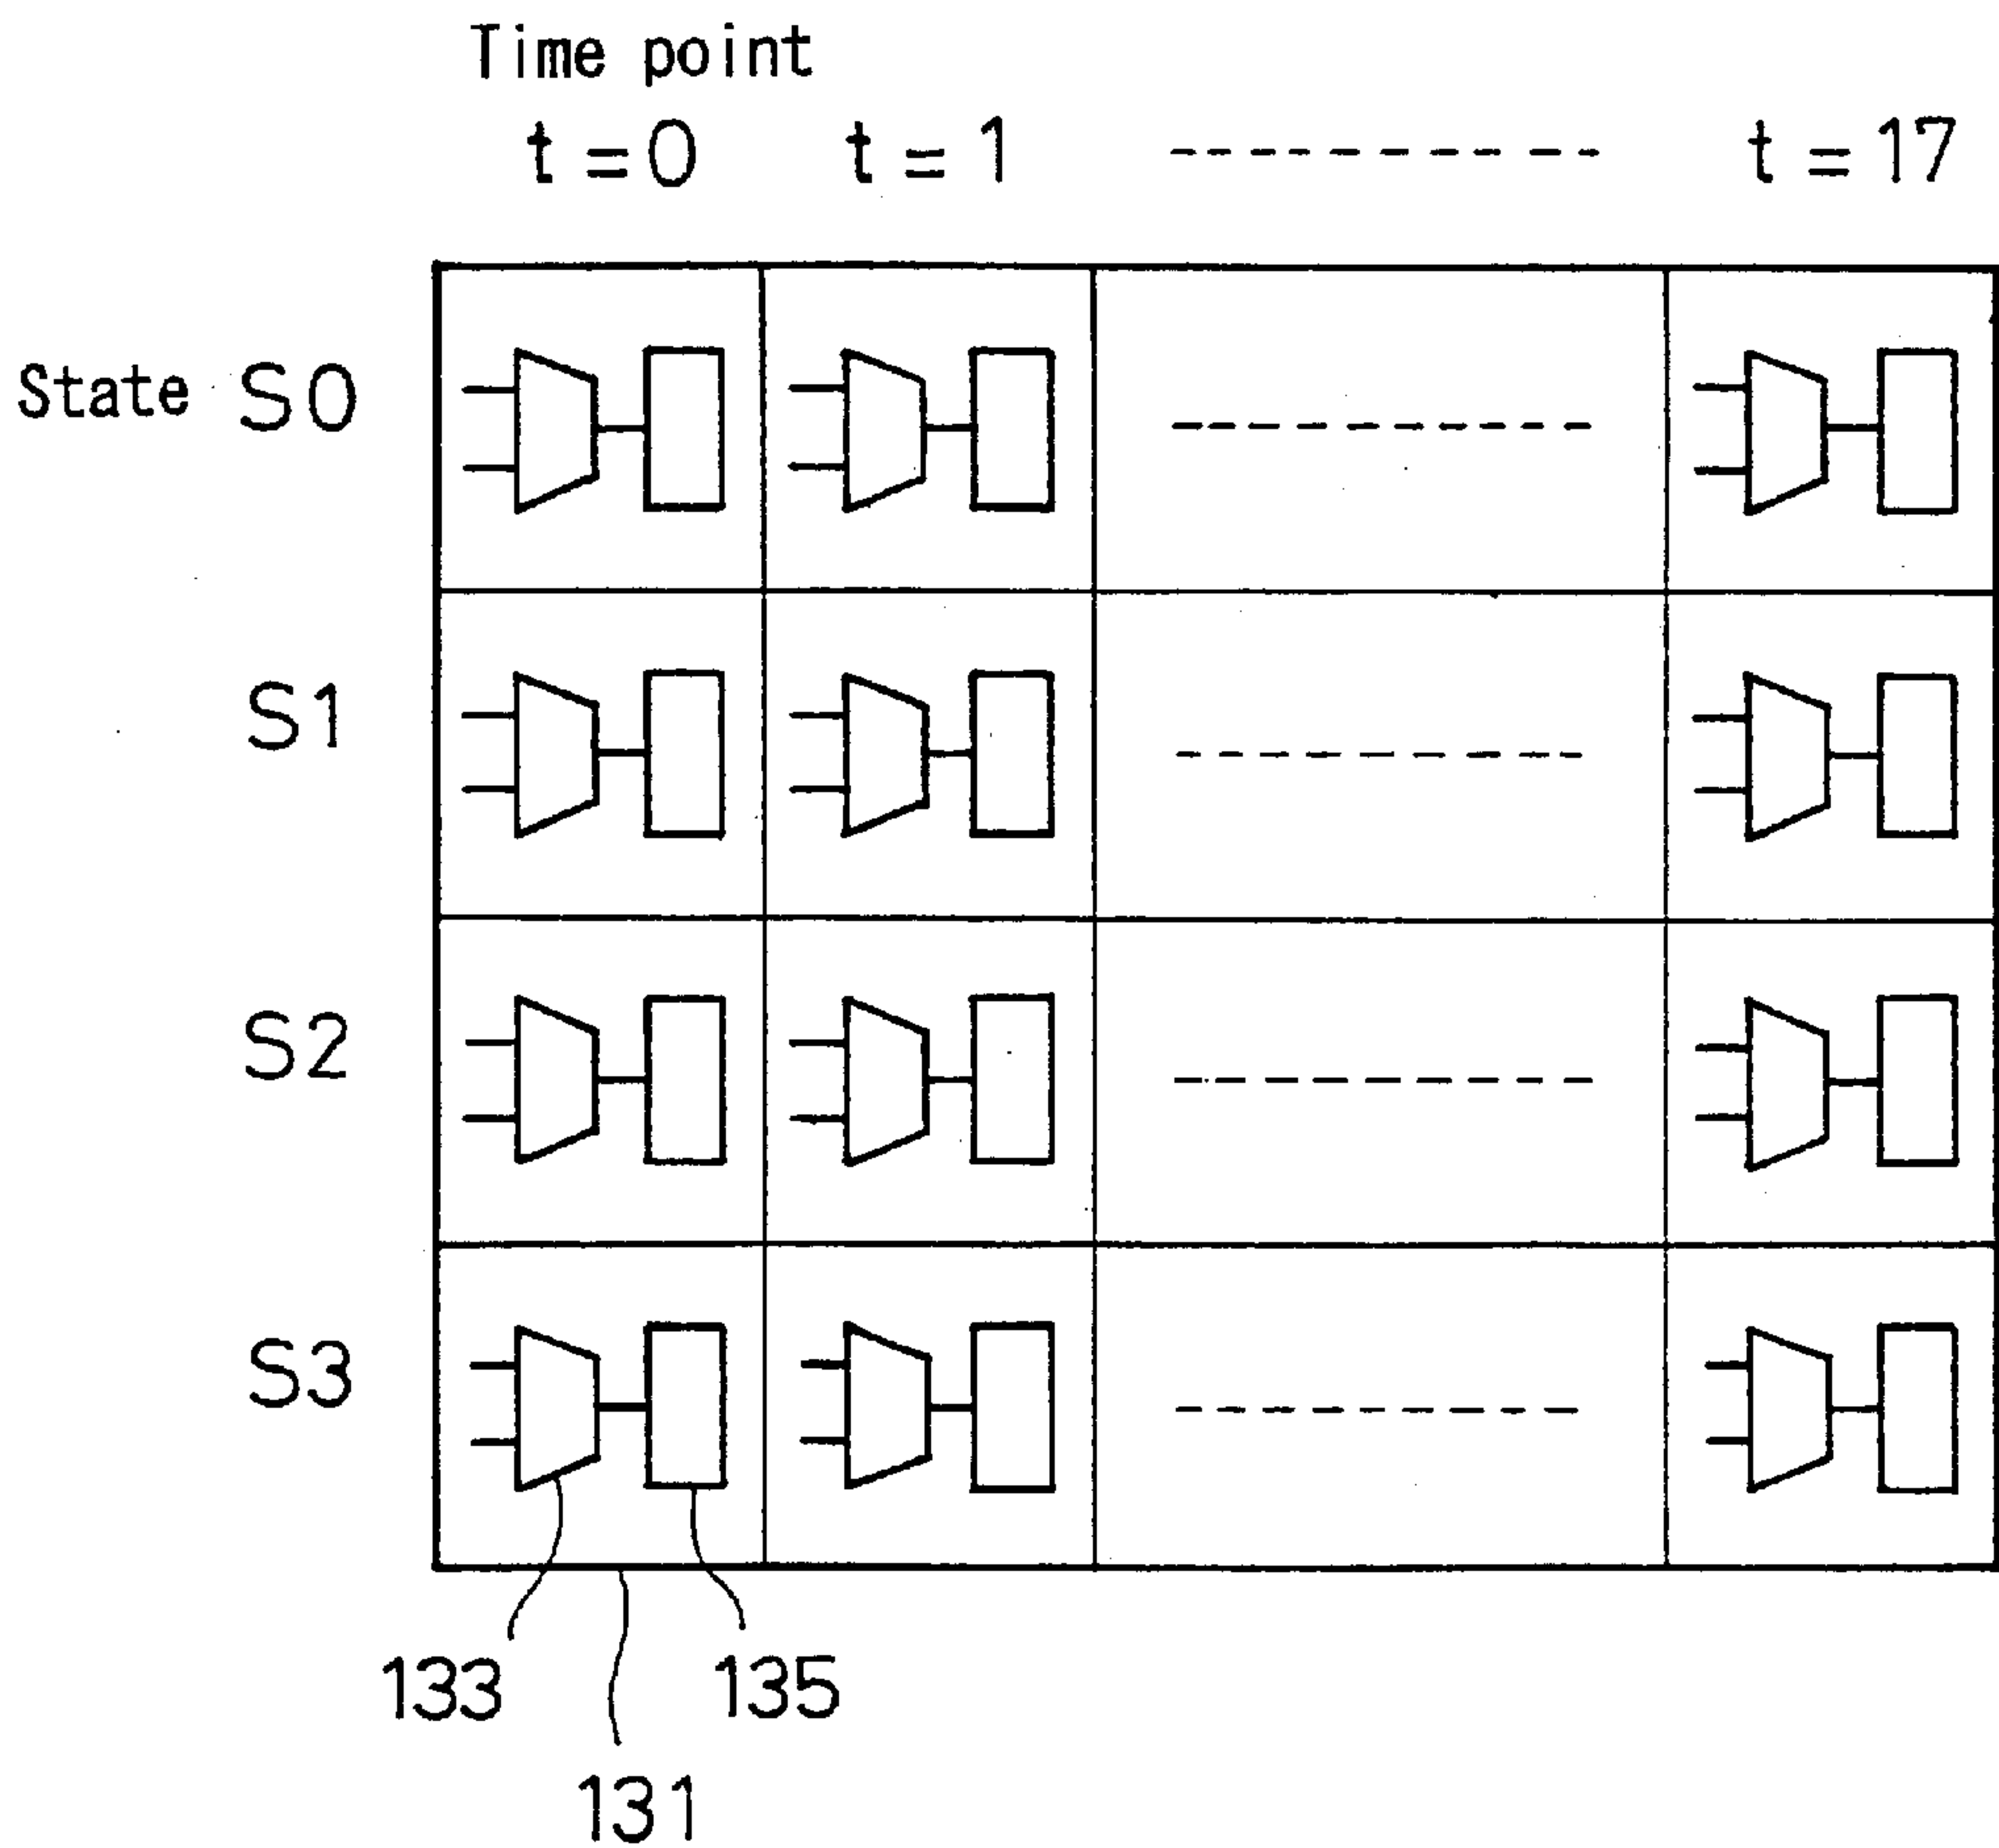 Time point
t=0 t=1 t=17
State S0
S1
S2
S3
133 135
131